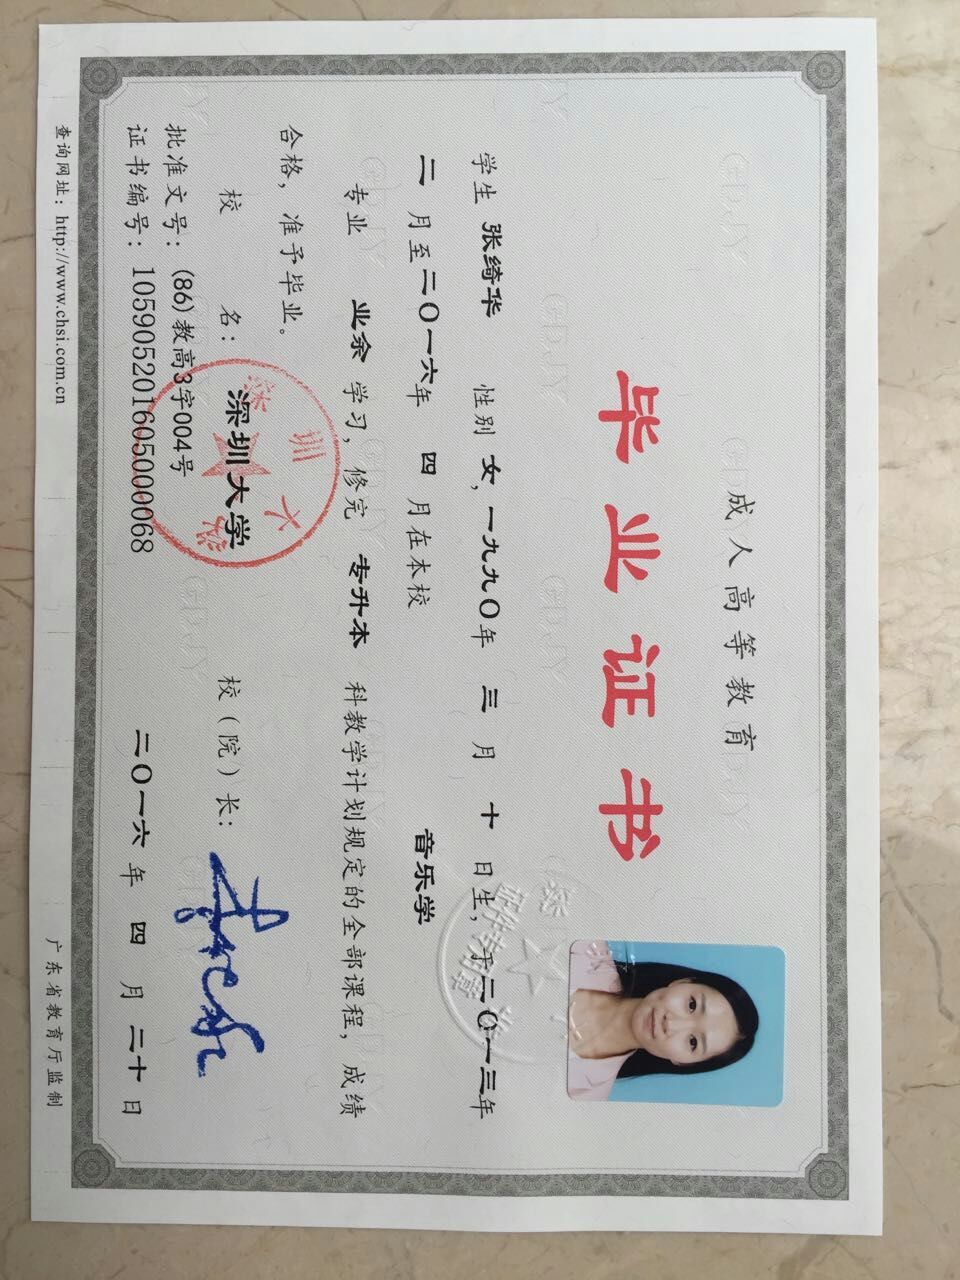 成人高等教育
毕业证书
学生 张绮华 性别 女，一九九〇年 三 月 十 日生，于二〇一三年
二 月至二〇一六年 四 月在本校 音乐学
专业 业余 学习，修完 专升本 科教学计划规定的全部课程，成绩
合格，准予毕业。
校 名：深圳大学 校（院）长：
批准文号：(86)教高3字004号
证书编号：105905201605000068 二〇一六 年 四 月 二十 日
查询网址：http://www.chsi.com.cn 广东省教育厅监制